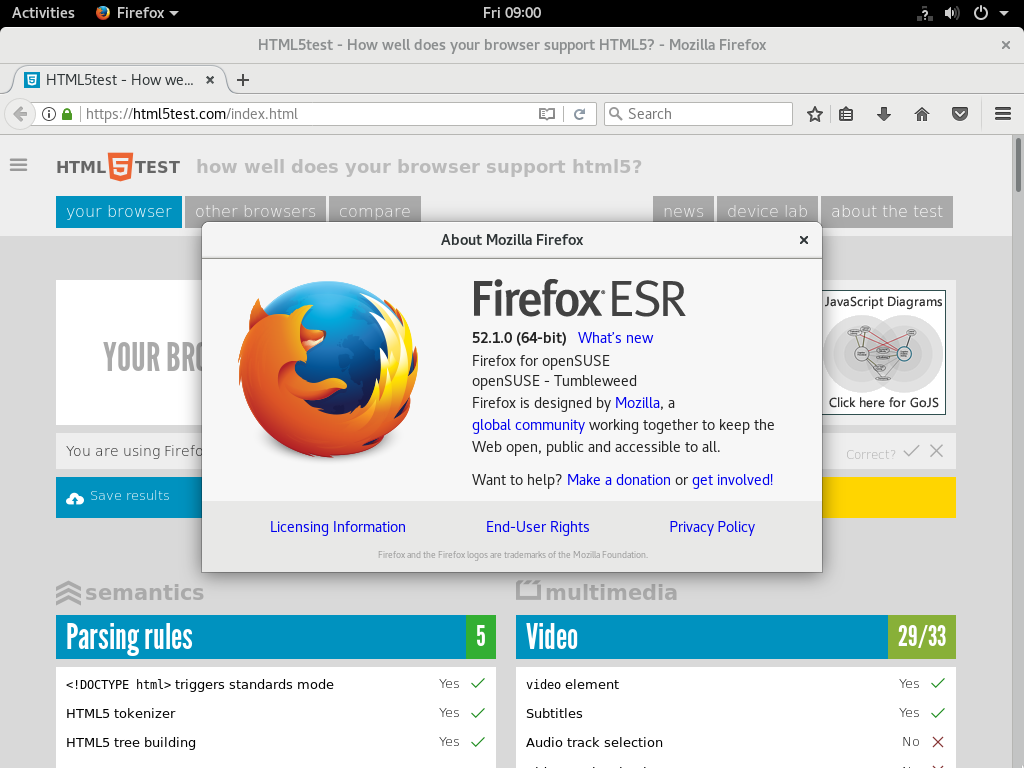 Activities Firefox Fri 09:00
HTML5test - How well does your browser support HTML5? - Mozilla Firefox
HTML5test - How we...
https://html5test.com/index.html Search
HTML 5 TEST how well does your browser support html5?
your browser other browsers compare news device lab about the test
About Mozilla Firefox
Firefox ESR
52.1.0 (64-bit) What's new
Firefox for openSUSE
openSUSE - Tumbleweed
Firefox is designed by Mozilla, a
global community working together to keep the
Web open, public and accessible to all.
Want to help? Make a donation or get involved!
Licensing Information End-User Rights Privacy Policy
Firefox and the Firefox logos are trademarks of the Mozilla Foundation.
JavaScript Diagrams
Click here for GoJS
YOUR BRO
You are using Firefo Correct?
Save results
semantics multimedia
Parsing rules 5 Video 29/33
<!DOCTYPE html> triggers standards mode Yes video element Yes
HTML5 tokenizer Yes Subtitles Yes
HTML5 tree building Yes Audio track selection No